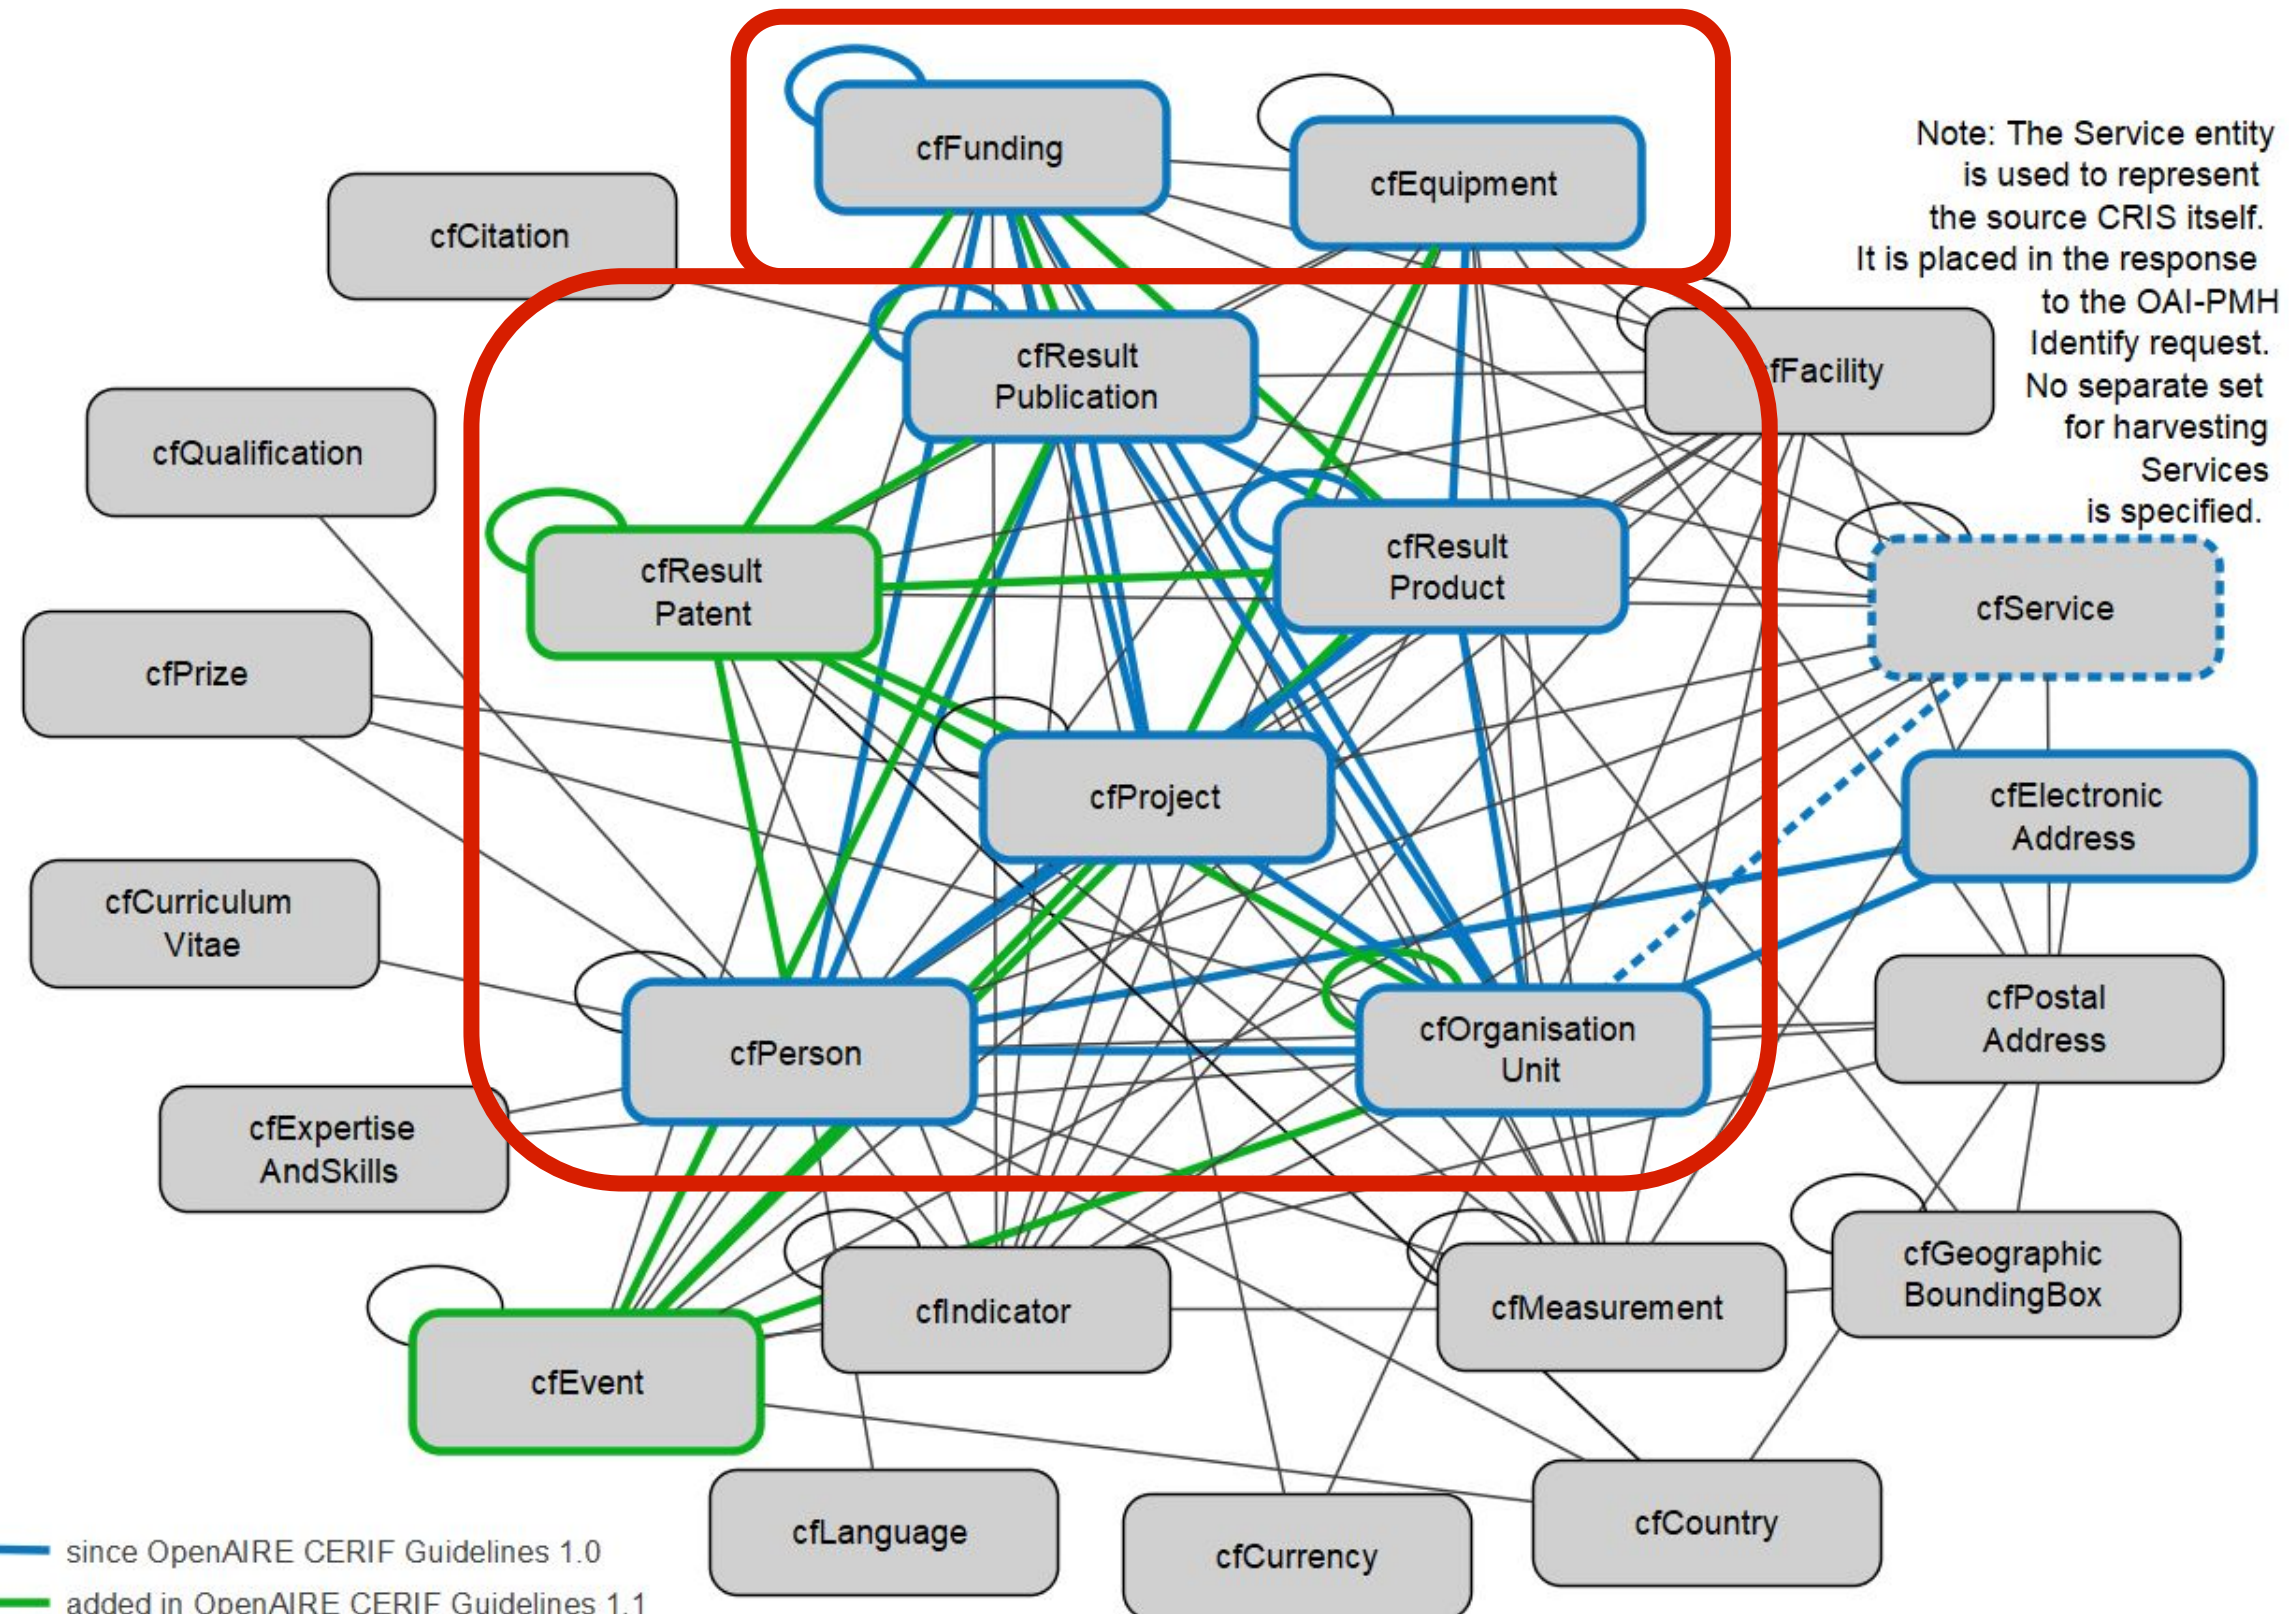 cfFunding
cfEquipment
Note: The Service entity
is used to represent
the source CRIS itself.
It is placed in the response
to the OAI-PMH
Identify request.
No separate set
for harvesting
Services
is specified.
cfCitation
cfResult
Publication
fFacility
cfQualification
cfResult
Patent
cfResult
Product
cfService
cfPrize
cfProject
cfElectronic
Address
cfCurriculum
Vitae
cfPerson
cfOrganisation
Unit
cfPostal
Address
cfExpertise
AndSkills
cfIndicator
cfMeasurement
cfGeographic
BoundingBox
cfEvent
cfLanguage
cfCurrency
cfCountry
since OpenAIRE CERIF Guidelines 1.0
added in OpenAIRE CERIF Guidelines 1.1